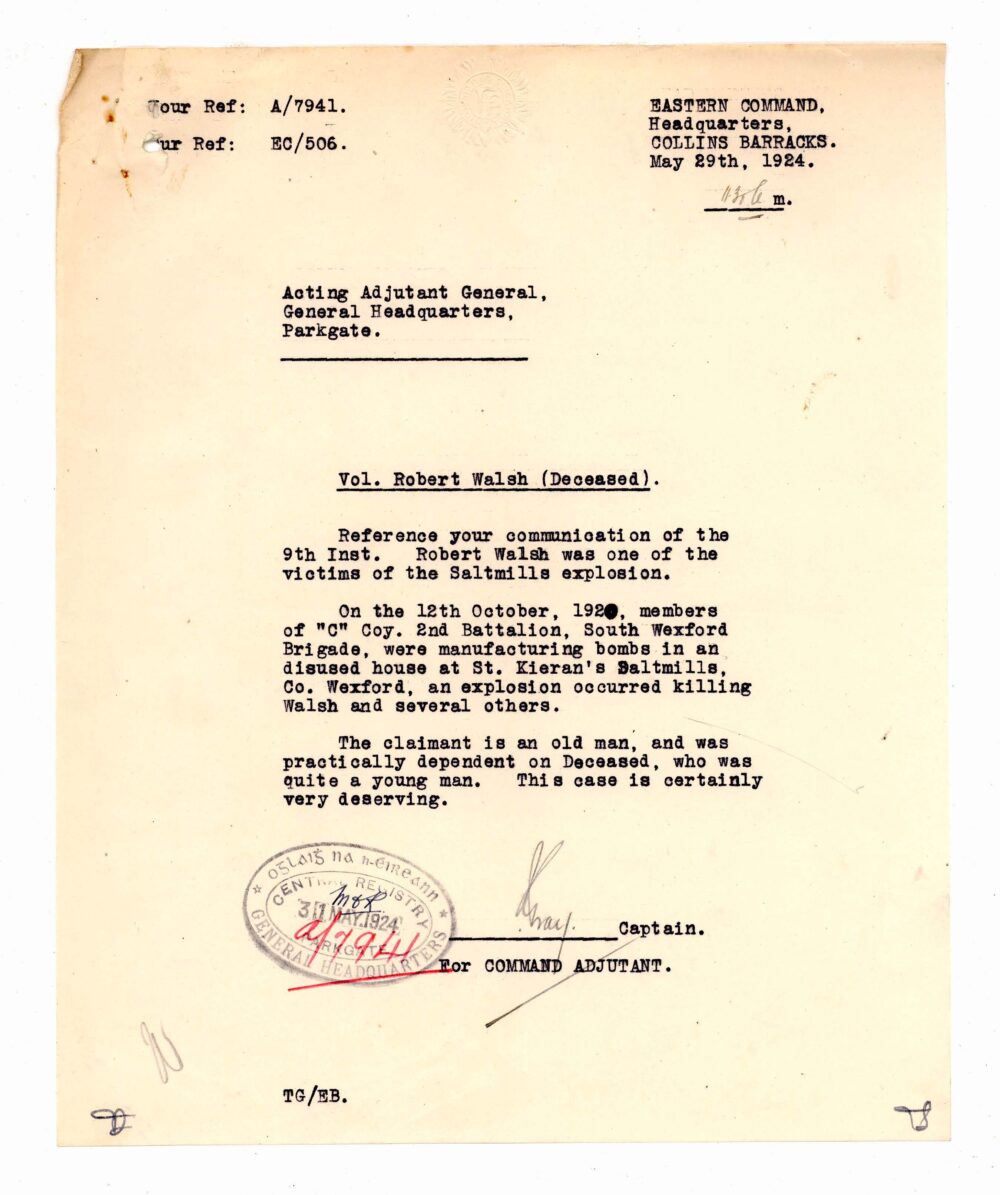 Your Ref: A/7941.
Our Ref: EC/506.
EASTERN COMMAND,
Headquarters,
COLLINS BARRACKS.
May 29th, 1924.
m.
Acting Adjutant General,
General Headquarters,
Parkgate.
Vol. Robert Walsh (Deceased).
Reference your communication of the
9th Inst. Robert Walsh was one of the
victims of the Saltmills explosion.
On the 12th October, 1920, members
of "C" Coy. 2nd Battalion, South Wexford
Brigade, were manufacturing bombs in an
disused house at St. Kieran's Saltmills,
Co. Wexford, an explosion occurred killing
Walsh and several others.
The claimant is an old man, and was
practically dependent on Deceased, who was
quite a young man. This case is certainly
very deserving.
Óglaiġ na h-Éireann
CENTRAL REGISTRY
31 MAY.1924
a/7941
PARKGATE
GENERAL HEADQUARTERS
Captain.
For COMMAND ADJUTANT.
TG/EB.